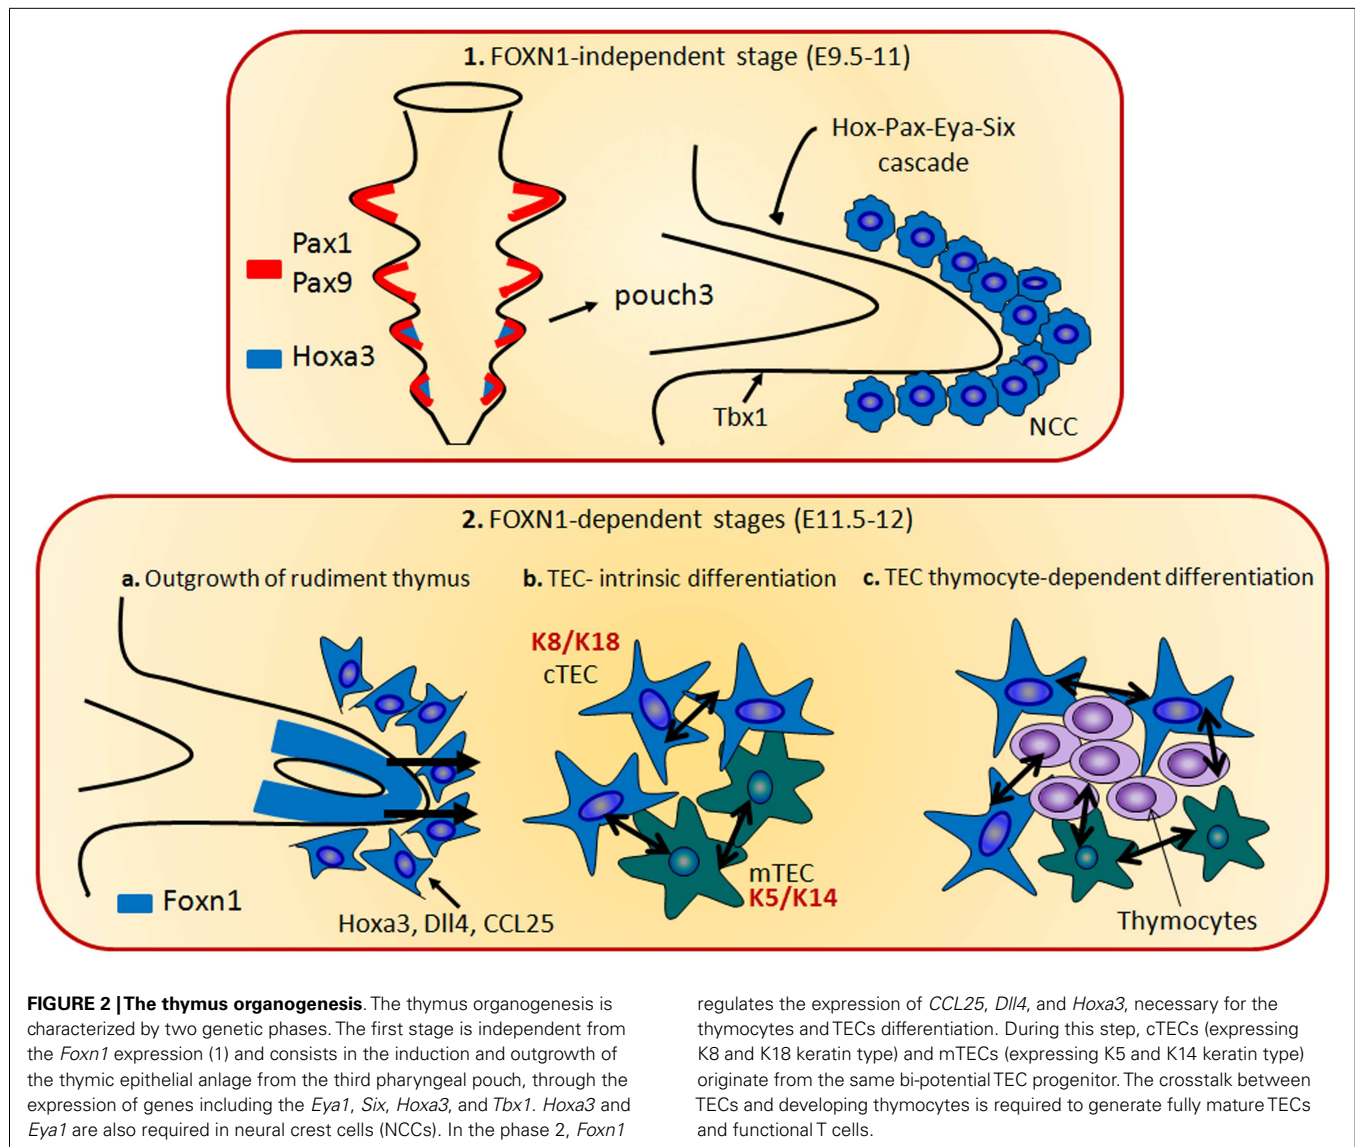 1. FOXN1-independent stage (E9.5-11)
Hox-Pax-Eya-Six
cascade
Pax1
Pax9
pouch3
Hoxa3
Tbx1
NCC
2. FOXN1-dependent stages (E11.5-12)
a. Outgrowth of rudiment thymus
b. TEC- intrinsic differentiation
c. TEC thymocyte-dependent differentiation
K8/K18
cTEC
mTEC
K5/K14
Foxn1
Hoxa3, Dll4, CCL25
Thymocytes
FIGURE 2 | The thymus organogenesis. The thymus organogenesis is
characterized by two genetic phases. The first stage is independent from
the Foxn1 expression (1) and consists in the induction and outgrowth of
the thymic epithelial anlage from the third pharyngeal pouch, through the
expression of genes including the Eya1, Six, Hoxa3, and Tbx1. Hoxa3 and
Eya1 are also required in neural crest cells (NCCs). In the phase 2, Foxn1
regulates the expression of CCL25, Dll4, and Hoxa3, necessary for the
thymocytes and TECs differentiation. During this step, cTECs (expressing
K8 and K18 keratin type) and mTECs (expressing K5 and K14 keratin type)
originate from the same bi-potential TEC progenitor. The crosstalk between
TECs and developing thymocytes is required to generate fully mature TECs
and functional T cells.